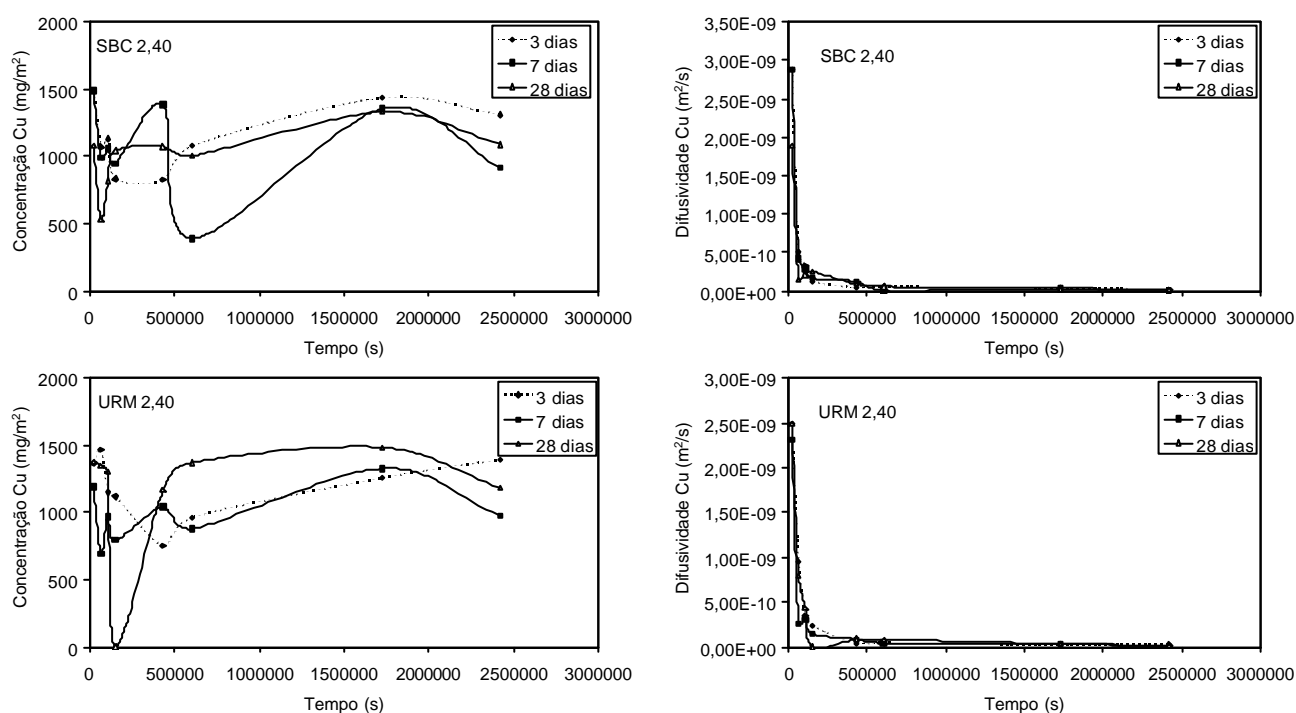 2000
1500
1000
500
0
Concentração Cu (mg/m²)
SBC 2,40
3 dias
7 dias
28 dias
0 500000 1000000 1500000 2000000 2500000 3000000
Tempo (s)
3,50E-09
3,00E-09
2,50E-09
2,00E-09
1,50E-09
1,00E-09
5,00E-10
0,00E+00
Difusividade Cu (m²/s)
SBC 2,40
3 dias
7 dias
28 dias
0 500000 1000000 1500000 2000000 2500000 3000000
Tempo (s)
2000
1500
1000
500
0
Concentração Cu (mg/m²)
URM 2,40
3 dias
7 dias
28 dias
0 500000 1000000 1500000 2000000 2500000 3000000
Tempo (s)
3,00E-09
2,50E-09
2,00E-09
1,50E-09
1,00E-09
5,00E-10
0,00E+00
Difusividade Cu (m²/s)
URM 2,40
3 dias
7 dias
28 dias
0 500000 1000000 1500000 2000000 2500000 3000000
Tempo (s)